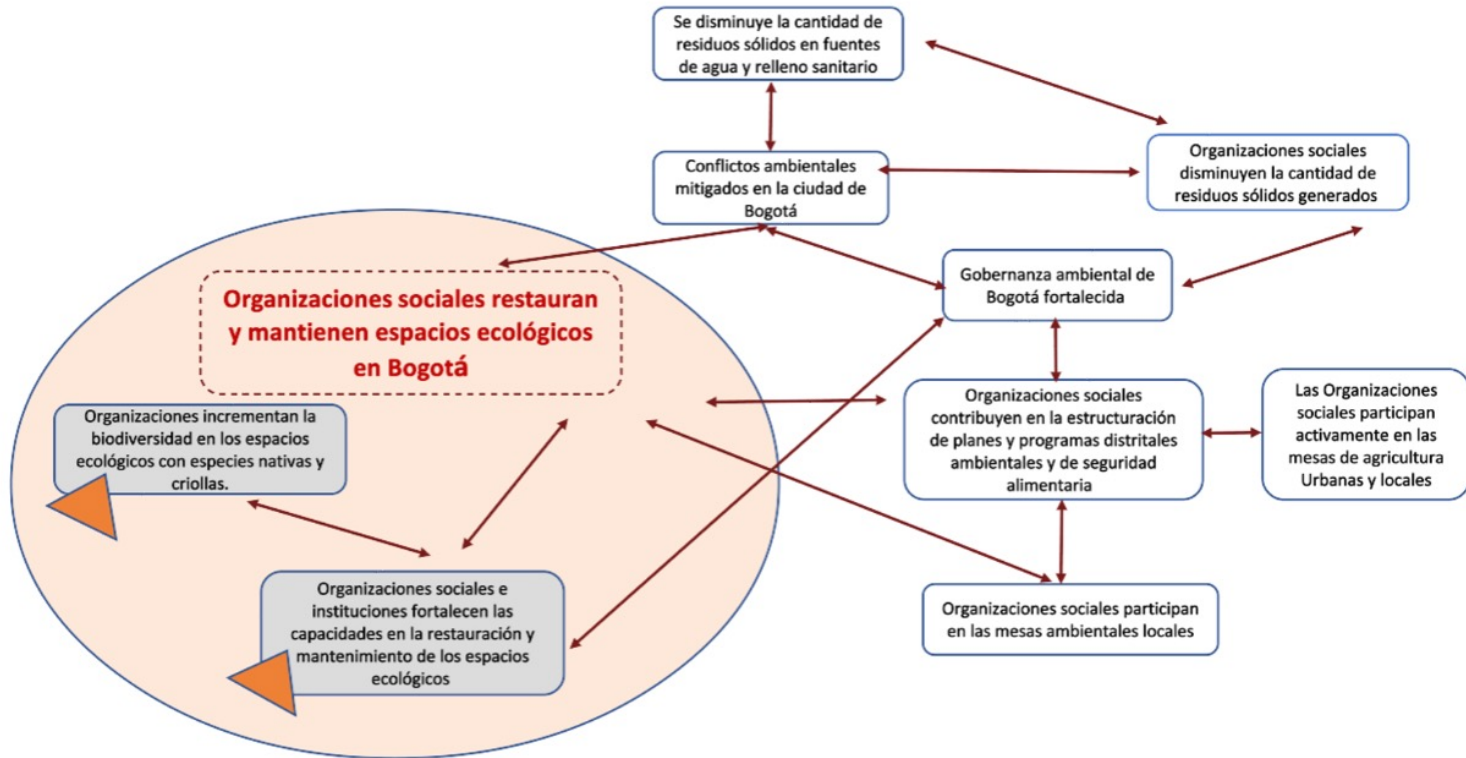 Se disminuye la cantidad de
residuos sólidos en fuentes
de agua y relleno sanitario
Organizaciones sociales
disminuyen la cantidad de
residuos sólidos generados
Conflictos ambientales
mitigados en la ciudad de
Bogotá
Gobernanza ambiental de
Bogotá fortalecida
Organizaciones sociales restauran
y mantienen espacios ecológicos
en Bogotá
Organizaciones sociales
contribuyen en la estructuración
de planes y programas distritales
ambientales y de seguridad
alimentaria
Las Organizaciones
sociales participan
activamente en las
mesas de agricultura
Urbanas y locales
Organizaciones incrementan la
biodiversidad en los espacios
ecológicos con especies nativas y
criollas.
Organizaciones sociales e
instituciones fortalecen las
capacidades en la restauración y
mantenimiento de los espacios
ecológicos
Organizaciones sociales participan
en las mesas ambientales locales